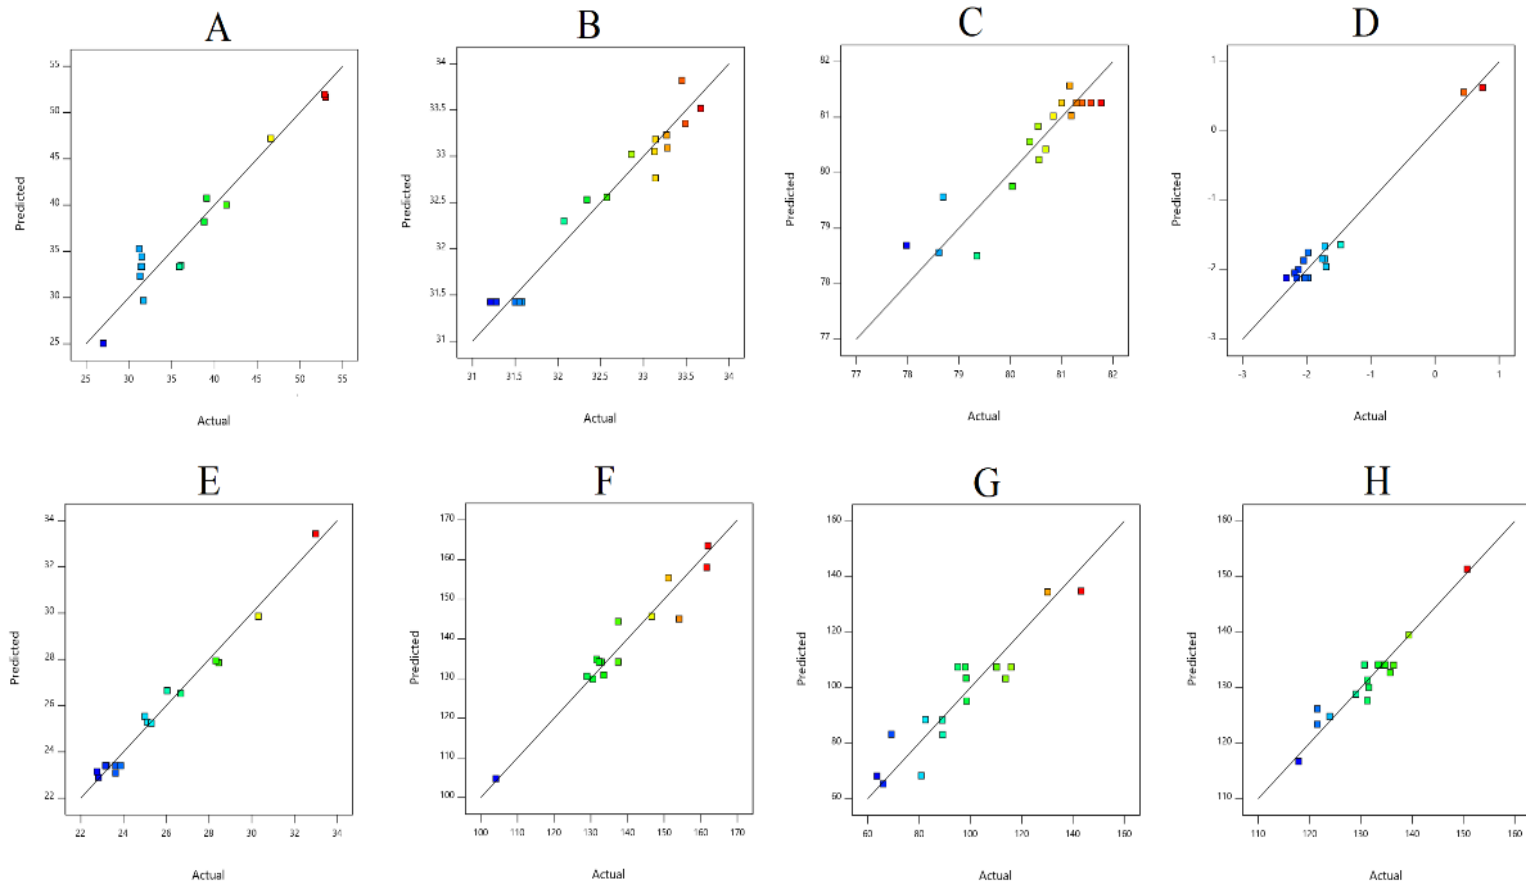 A
55
50
45
40
35
30
25
Predicted
25 30 35 40 45 50 55
Actual
B
34
33.5
33
32.5
32
31.5
31
Predicted
31 31.5 32 32.5 33 33.5 34
Actual
C
82
81
80
79
78
77
Predicted
77 78 79 80 81 82
Actual
D
1
0
-1
-2
-3
Predicted
-3 -2 -1 0 1
Actual
E
34
32
30
28
26
24
22
Predicted
22 24 26 28 30 32 34
Actual
F
170
160
150
140
130
120
110
100
Predicted
100 110 120 130 140 150 160 170
Actual
G
160
140
120
100
80
60
Predicted
60 80 100 120 140 160
Actual
H
160
150
140
130
120
110
Predicted
110 120 130 140 150 160
Actual